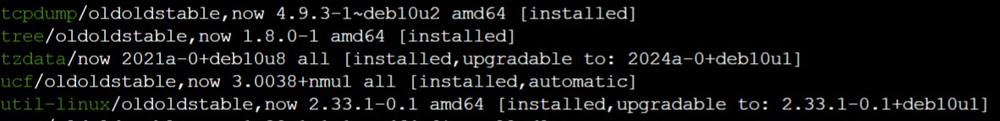 tcpdump/oldoldstable,now 4.9.3-1~deb10u2 amd64 [installed]
tree/oldoldstable,now 1.8.0-1 amd64 [installed]
tzdata/now 2021a-0+deb10u8 all [installed,upgradable to: 2024a-0+deb10u1]
ucf/oldoldstable,now 3.0038+nmu1 all [installed,automatic]
util-linux/oldoldstable,now 2.33.1-0.1 amd64 [installed,upgradable to: 2.33.1-0.1+deb10u1]